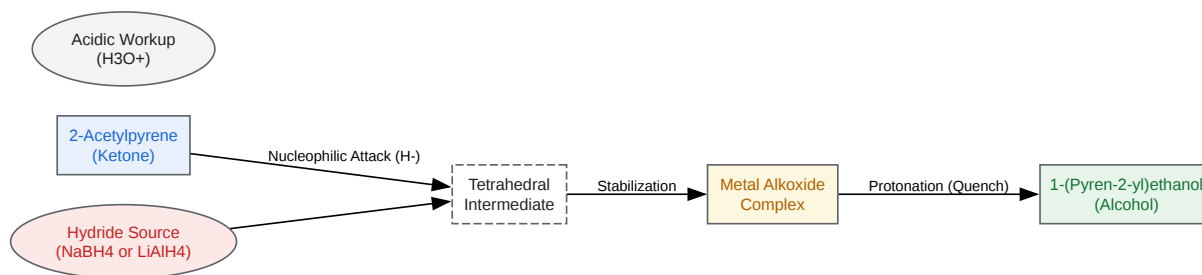 Acidic Workup
(H3O+)
2-Acetylpyrene
(Ketone)
Nucleophilic Attack (H-)
Hydride Source
(NaBH4 or LiAlH4)
Tetrahedral
Intermediate
Stabilization
Metal Alkoxide
Complex
Protonation (Quench)
1-(Pyren-2-yl)ethanol
(Alcohol)